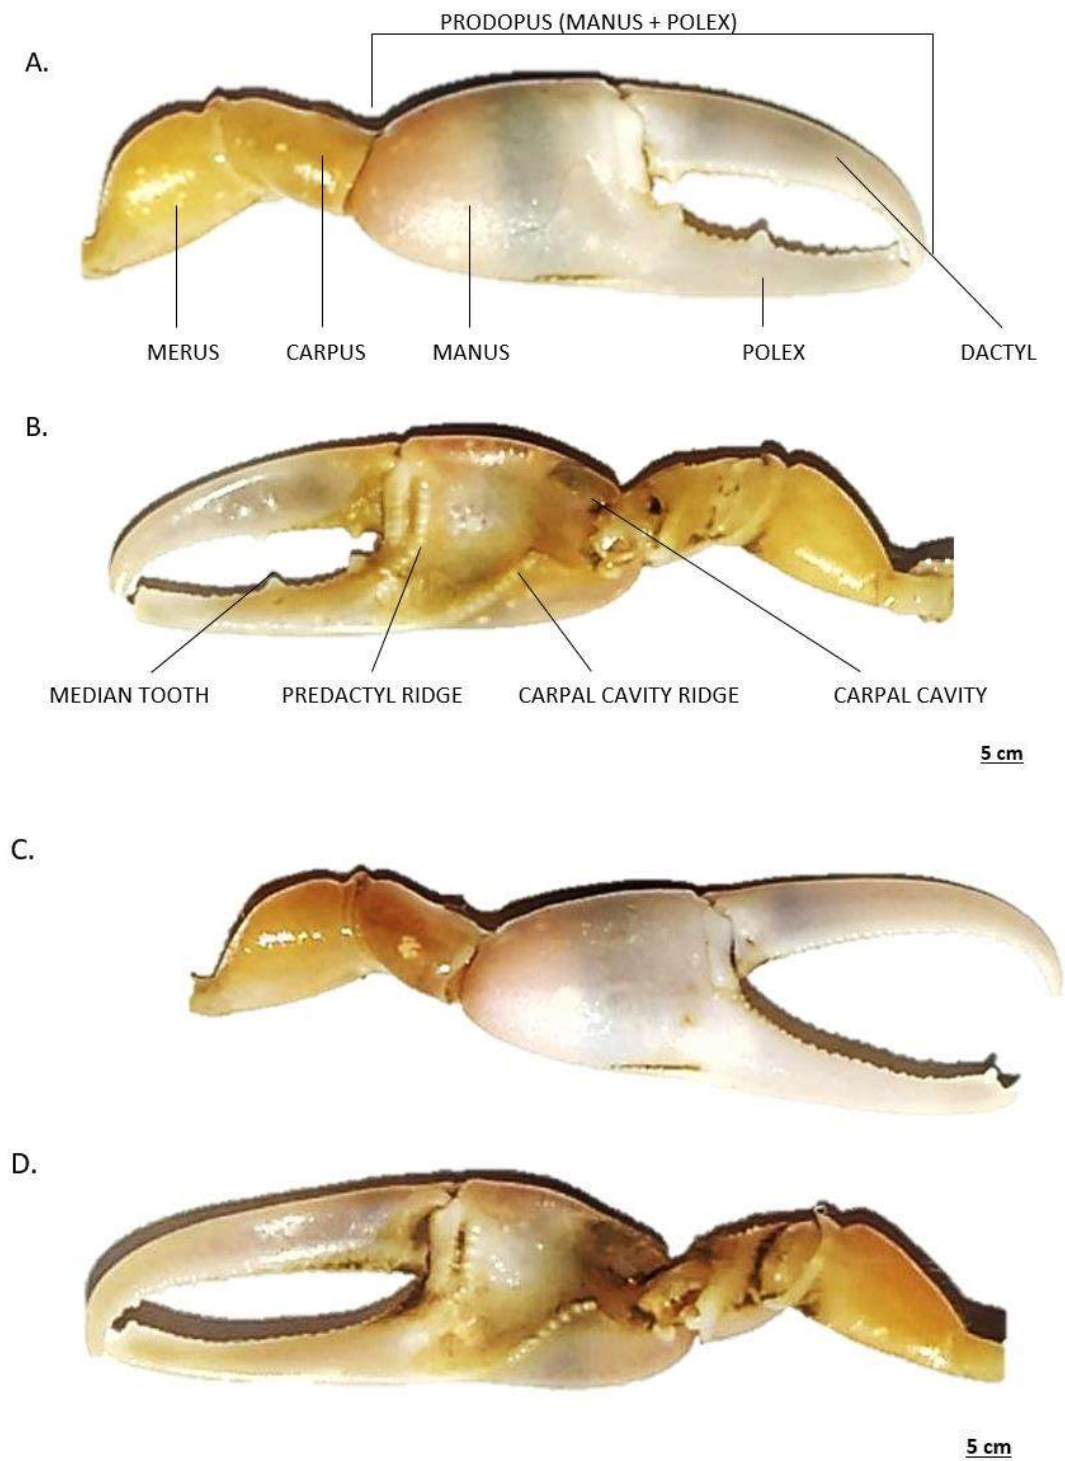 PRODOPUS (MANUS + POLEX)
A.
MERUS CARPUS MANUS POLEX DACTYL
B.
MEDIAN TOOTH PREDACTYL RIDGE CARPAL CAVITY RIDGE CARPAL CAVITY
5 cm
C.
D.
5 cm